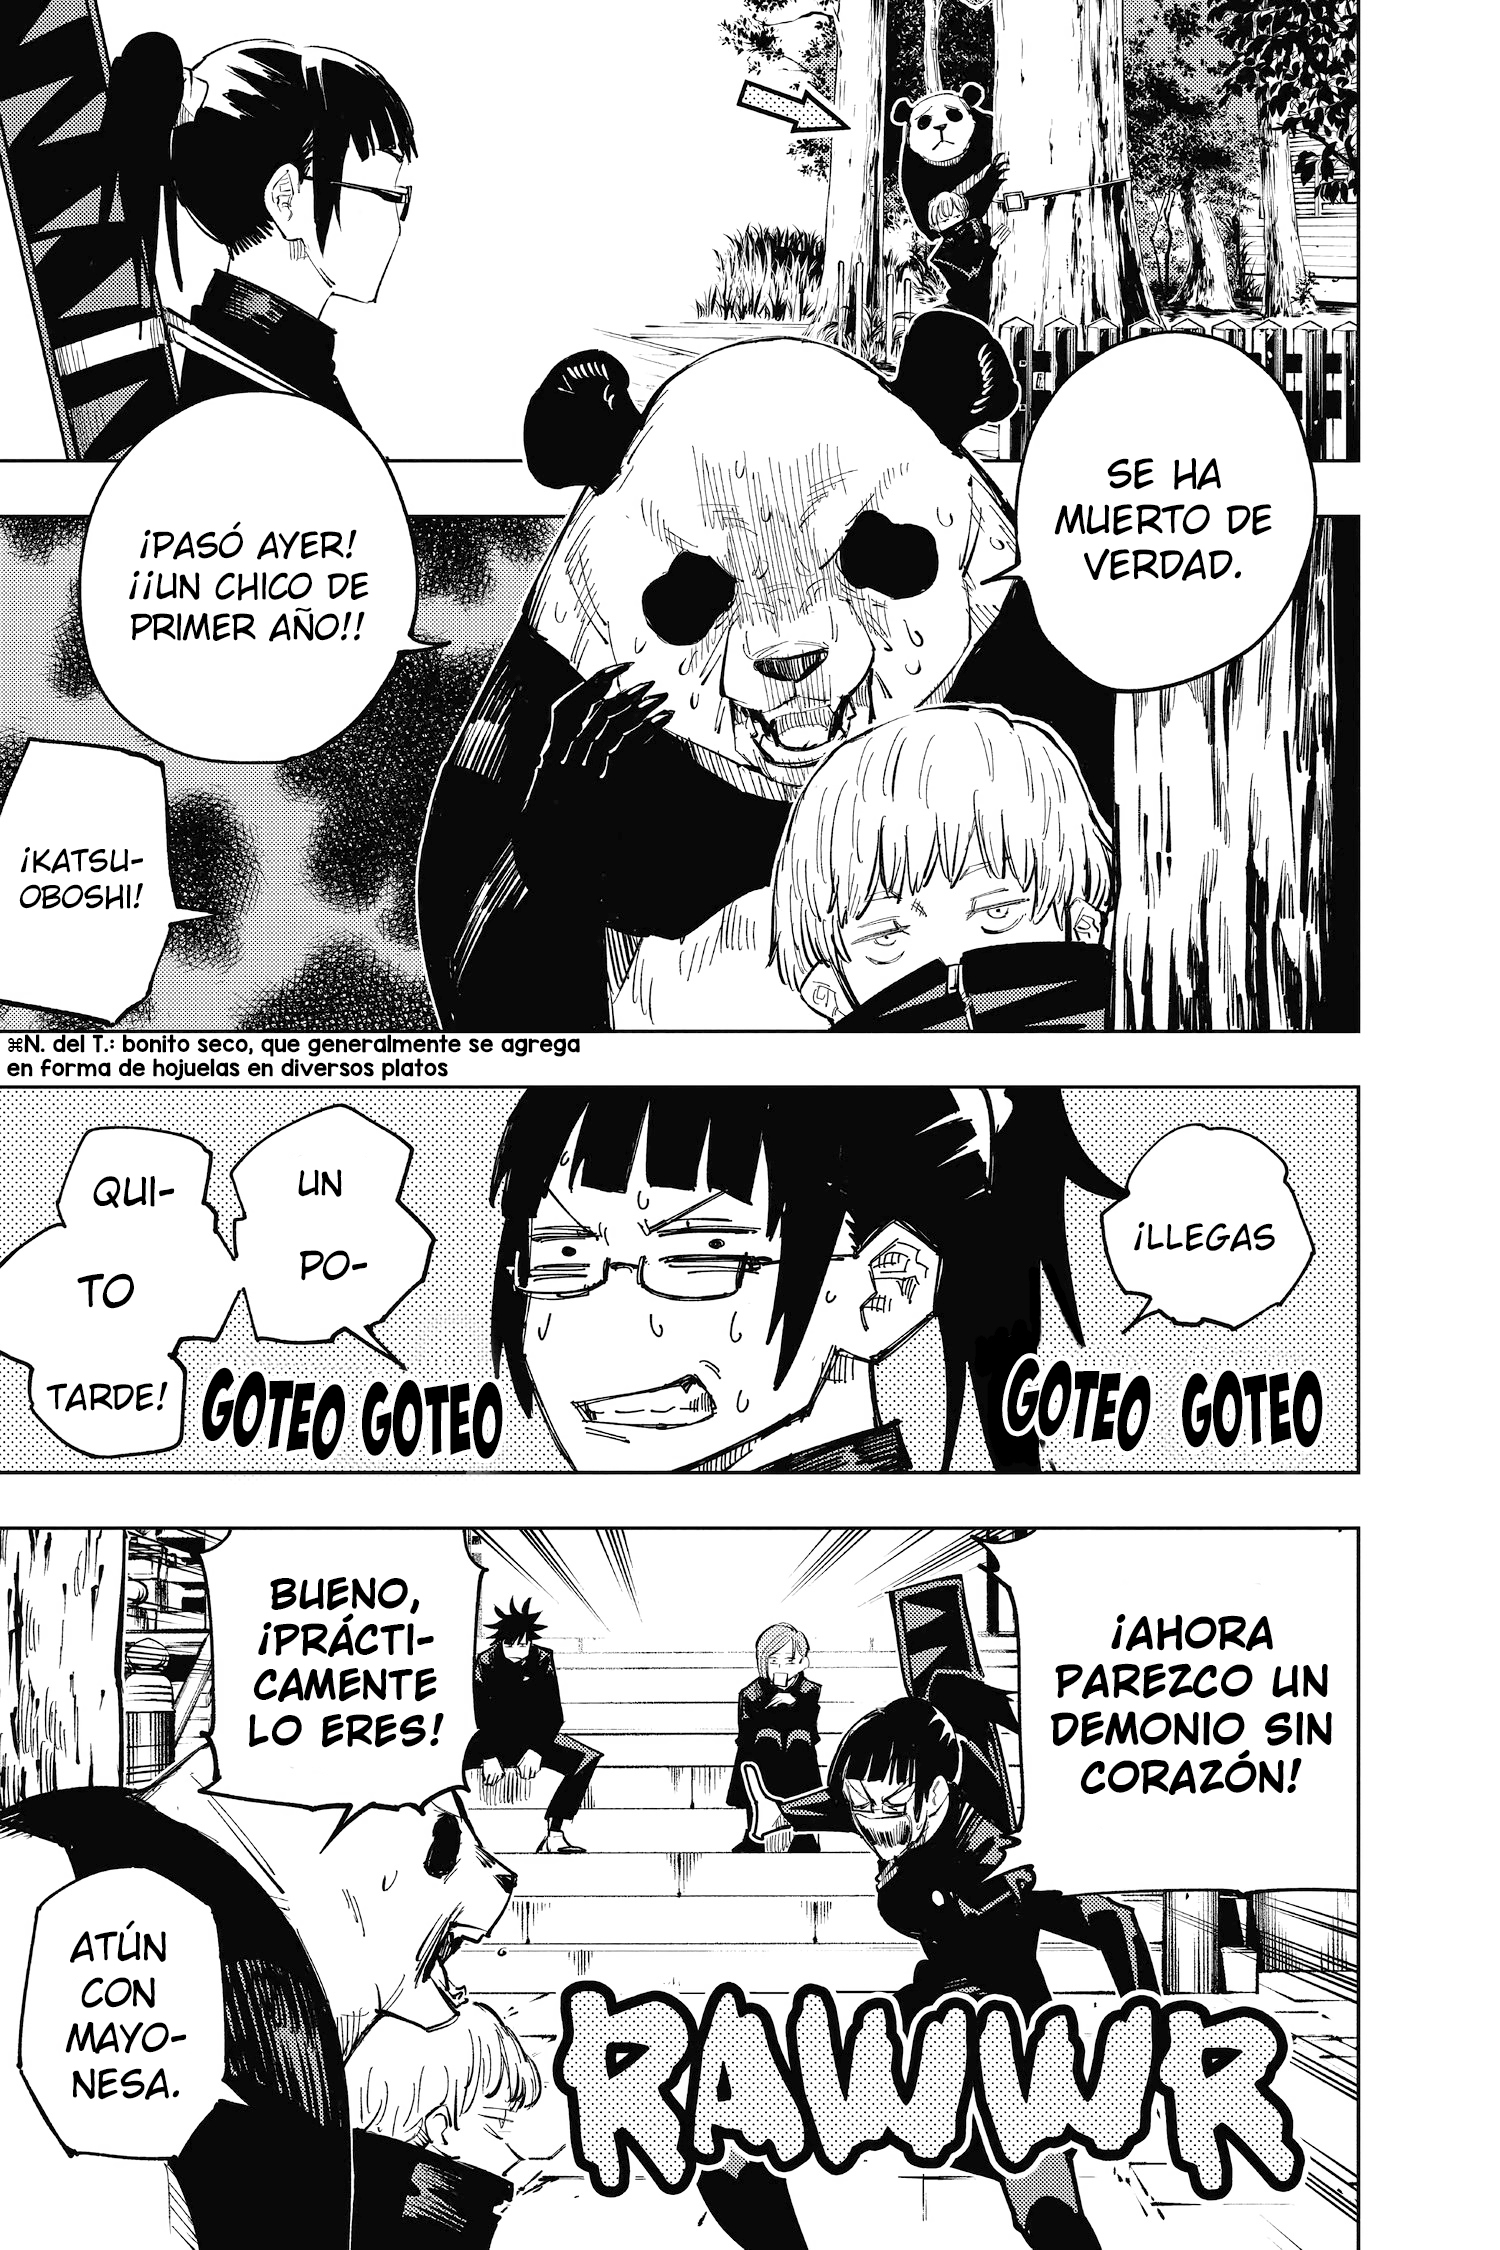 SE HA
MUERTO DE
VERDAD.
¡PASÓ AYER!
¡¡UN CHICO DE
PRIMER AÑO!!
¡KATSU-
OBOSHI!
⌘N. del T.: bonito seco, que generalmente se agrega
en forma de hojuelas en diversos platos
¡LLEGAS
UN
PO-
QUI-
TO
TARDE!
GOTEO GOTEO
GOTEO GOTEO
¡AHORA
PAREZCO UN
DEMONIO SIN
CORAZÓN!
BUENO,
¡PRÁCTI-
CAMENTE
LO ERES!
ATÚN
CON
MAYO-
NESA.
RAWWR